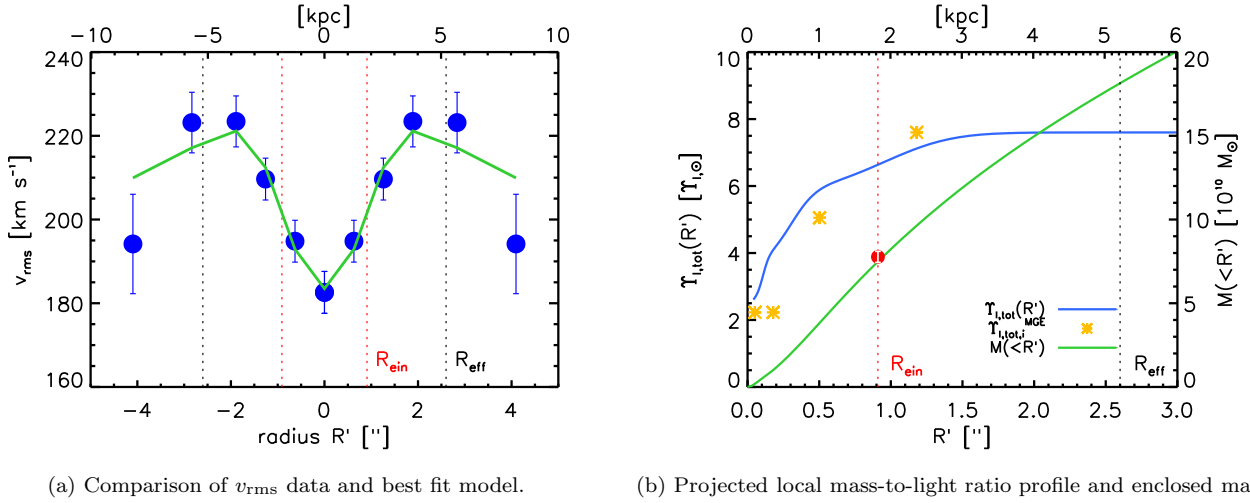 [kpc]
−10 −5 0 5 10
240
220
200
180
160
v_rms [km s⁻¹]
R_ein
R_eff
−4 −2 0 2 4
radius R' ["]
(a) Comparison of v_rms data and best fit model.
[kpc]
0 1 2 3 4 5 6
10
8
6
4
2
0
ϒ_I,tot(R') [ϒ_I,⊙]
20
15
10
5
0
M(<R') [10¹⁰ M_⊙]
ϒ_I,tot(R')
ϒ_I,tot,i^MGE
M(<R')
R_ein
R_eff
0.0 0.5 1.0 1.5 2.0 2.5 3.0
R' ["]
(b) Projected local mass-to-light ratio profile and enclosed ma